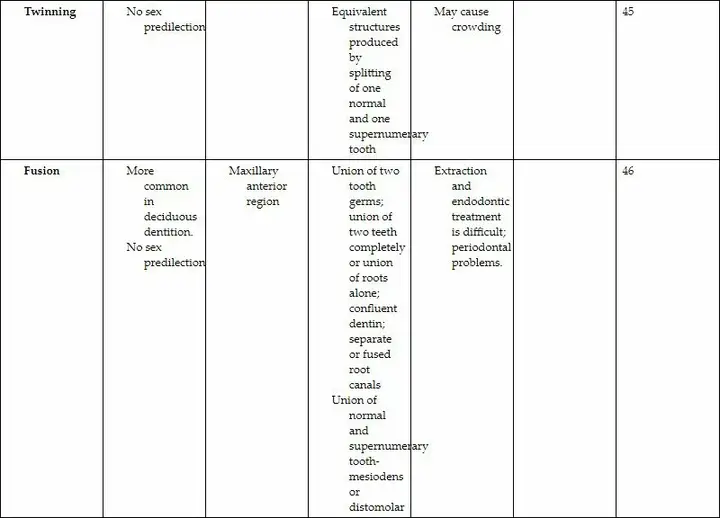 Twinning
No sex
predilection
Equivalent
structures
produced
by
splitting
of one
normal
and one
supernumerary
tooth
May cause
crowding
45
Fusion
More
common
in
deciduous
dentition.
No sex
predilection
Maxillary
anterior
region
Union of two
tooth
germs;
union of
two teeth
completely
or union
of roots
alone;
confluent
dentin;
separate
or fused
root
canals
Union of
normal
and
supernumerary
tooth-
mesiodens
or
distomolar
Extraction
and
endodontic
treatment
is difficult;
periodontal
problems.
46